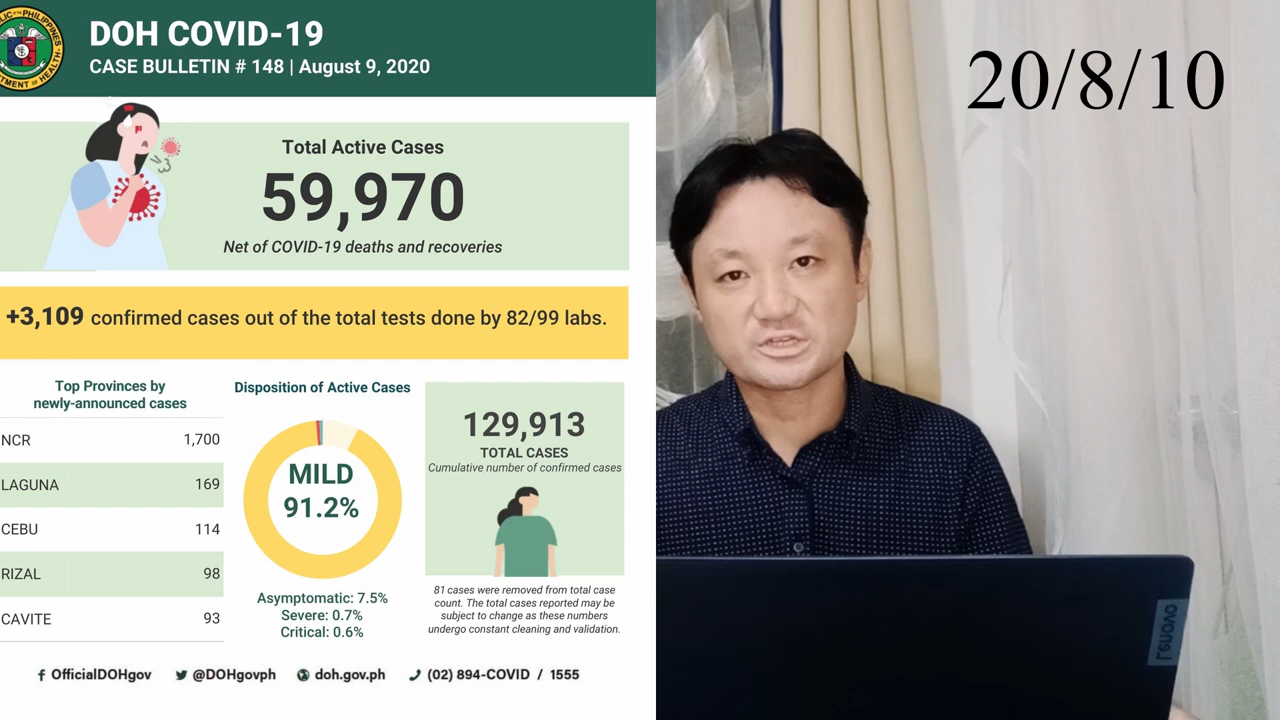 DOH COVID-19
CASE BULLETIN # 148 | August 9, 2020
Total Active Cases
59,970
Net of COVID-19 deaths and recoveries
+3,109 confirmed cases out of the total tests done by 82/99 labs.
Top Provinces by
newly-announced cases
NCR 1,700
LAGUNA 169
CEBU 114
RIZAL 98
CAVITE 93
Disposition of Active Cases
MILD
91.2%
Asymptomatic: 7.5%
Severe: 0.7%
Critical: 0.6%
129,913
TOTAL CASES
Cumulative number of confirmed cases
81 cases were removed from total case
count. The total cases reported may be
subject to change as these numbers
undergo constant cleaning and validation.
OfficialDOHgov @DOHgovph doh.gov.ph (02) 894-COVID / 1555
20/8/10
Lenovo